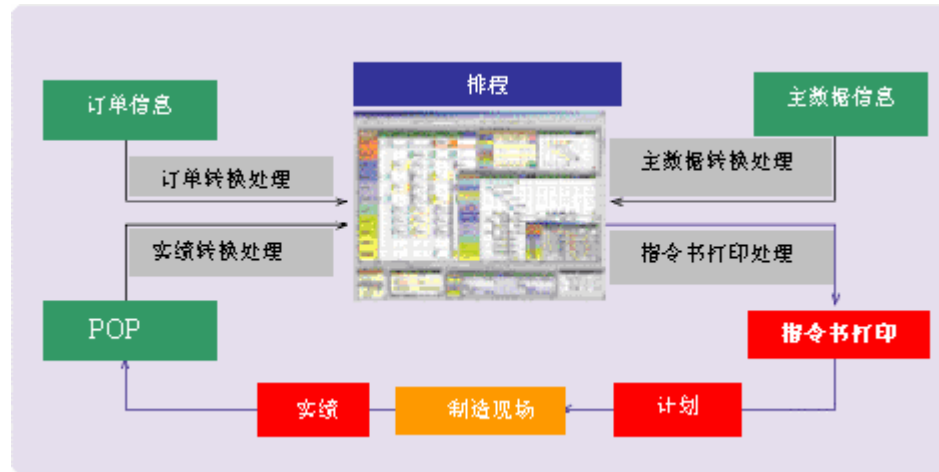 排程
订单信息
主数据信息
订单转换处理
主数据转换处理
实绩转换处理
指令书打印处理
POP
指令书打印
实绩
制造现场
计划